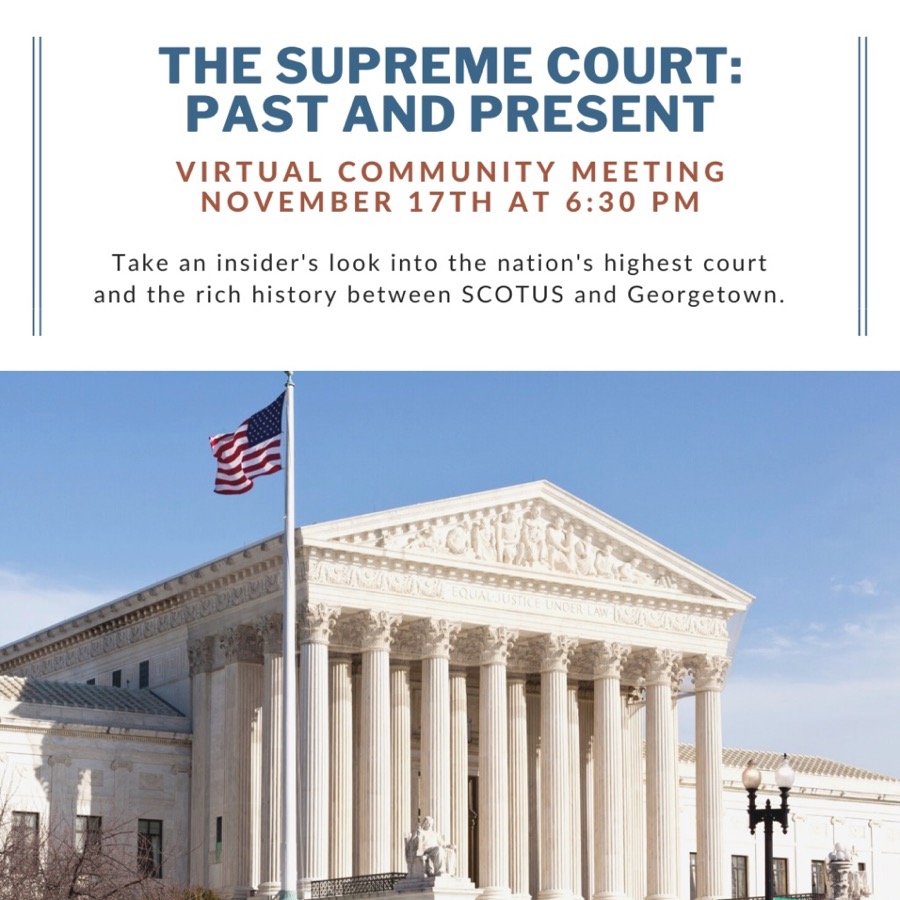 THE SUPREME COURT:
PAST AND PRESENT
VIRTUAL COMMUNITY MEETING
NOVEMBER 17TH AT 6:30 PM
Take an insider's look into the nation's highest court
and the rich history between SCOTUS and Georgetown.
EQUAL JUSTICE UNDER LAW